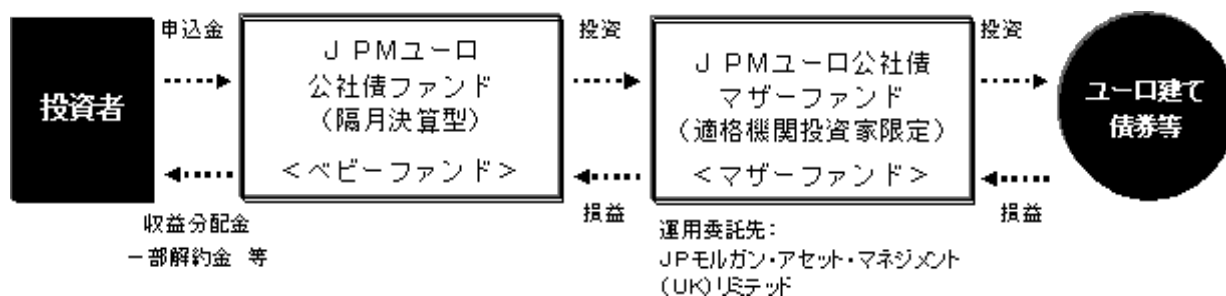 投資者
申込金
収益分配金
一部解約金 等
JPMユーロ
公社債ファンド
(隔月決算型)
<ベビーファンド>
投資
損益
JPMユーロ公社債
マザーファンド
(適格機関投資家限定)
<マザーファンド>
運用委託先:
JPモルガン・アセット・マネジメント
(UK)リミテッド
投資
損益
ユーロ建て
債券等